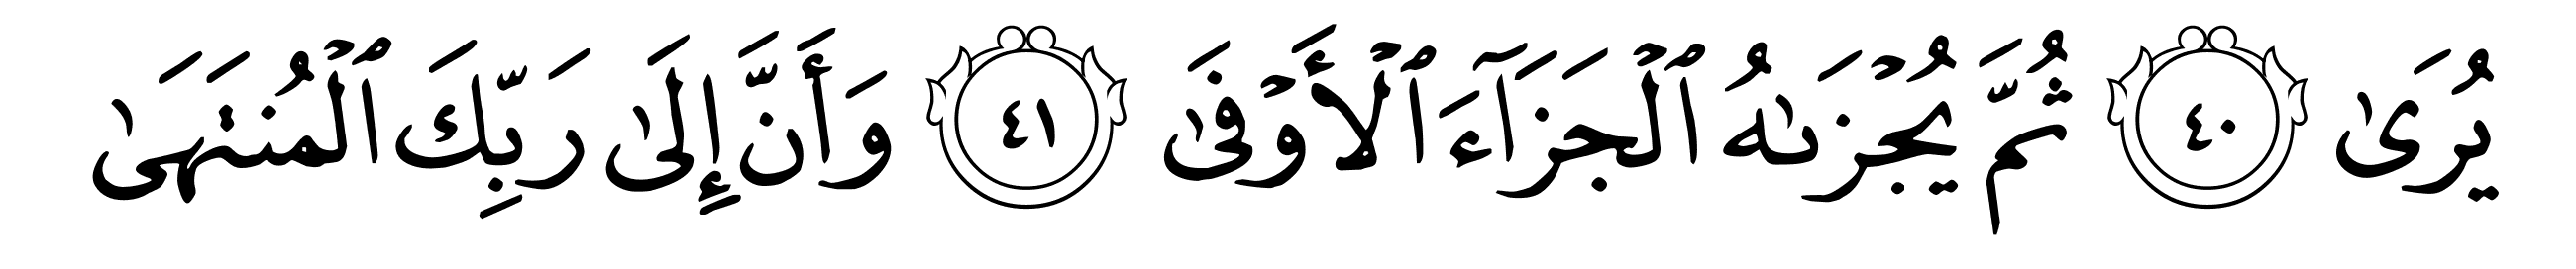 يُرَىٰ ٤٠ ثُمَّ يُجْزَىٰهُ ٱلْجَزَآءَ ٱلْأَوْفَىٰ ٤١ وَأَنَّ إِلَىٰ رَبِّكَ ٱلْمُنتَهَىٰ